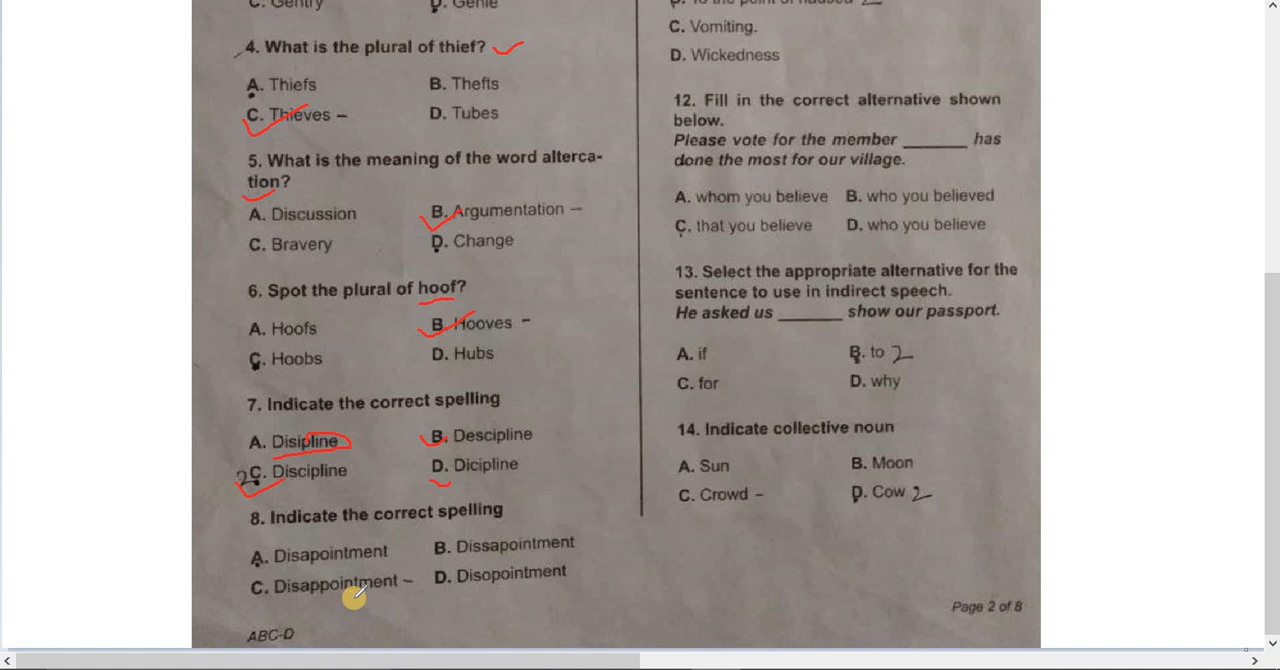 C. Gentry
D. Genie
4. What is the plural of thief?
A. Thiefs
B. Thefts
C. Thieves –
D. Tubes
5. What is the meaning of the word alterca-
tion?
A. Discussion
B. Argumentation –
C. Bravery
D. Change
6. Spot the plural of hoof?
A. Hoofs
B. Hooves –
C. Hoobs
D. Hubs
7. Indicate the correct spelling
A. Disipline
B. Descipline
C. Discipline
D. Dicipline
8. Indicate the correct spelling
A. Disapointment
B. Dissapointment
C. Disappointment –
D. Disopointment
ABC-D
C. Vomiting.
D. Wickedness
12. Fill in the correct alternative shown
below.
Please vote for the member ______ has
done the most for our village.
A. whom you believe
B. who you believed
C. that you believe
D. who you believe
13. Select the appropriate alternative for the
sentence to use in indirect speech.
He asked us ______ show our passport.
A. if
B. to
C. for
D. why
14. Indicate collective noun
A. Sun
B. Moon
C. Crowd –
D. Cow
Page 2 of 8